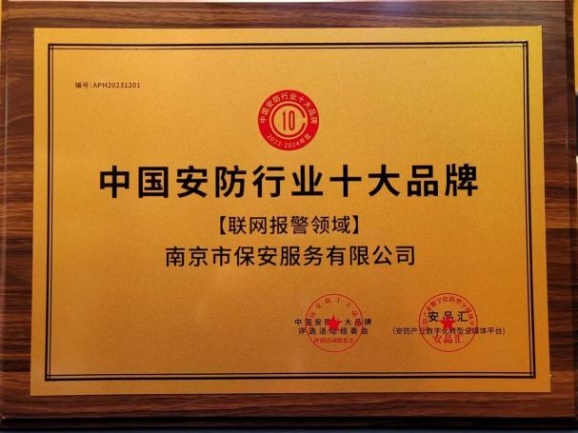 编号:APH20231201
中国安防行业十大品牌
10
2023-2024年度
中国安防行业十大品牌
【联网报警领域】
南京市保安服务有限公司
中国安防十大品牌
评选活动组委会
安品汇
(安防产业数字化转型全媒体平台)